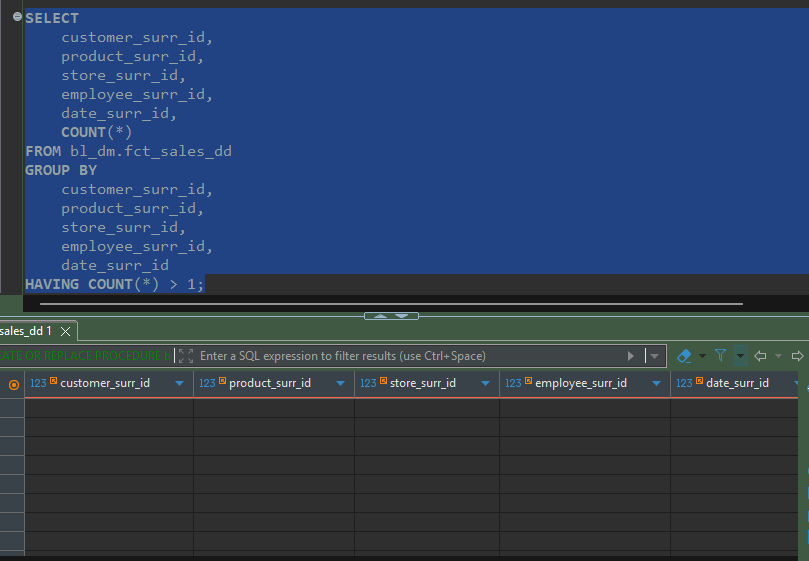 SELECT
customer_surr_id,
product_surr_id,
store_surr_id,
employee_surr_id,
date_surr_id,
COUNT(*)
FROM bl_dm.fct_sales_dd
GROUP BY
customer_surr_id,
product_surr_id,
store_surr_id,
employee_surr_id,
date_surr_id
HAVING COUNT(*) > 1;
sales_dd 1
ATE OR REPLACE PROCEDURE Enter a SQL expression to filter results (use Ctrl+Space)
123 customer_surr_id 123 product_surr_id 123 store_surr_id 123 employee_surr_id 123 date_surr_id